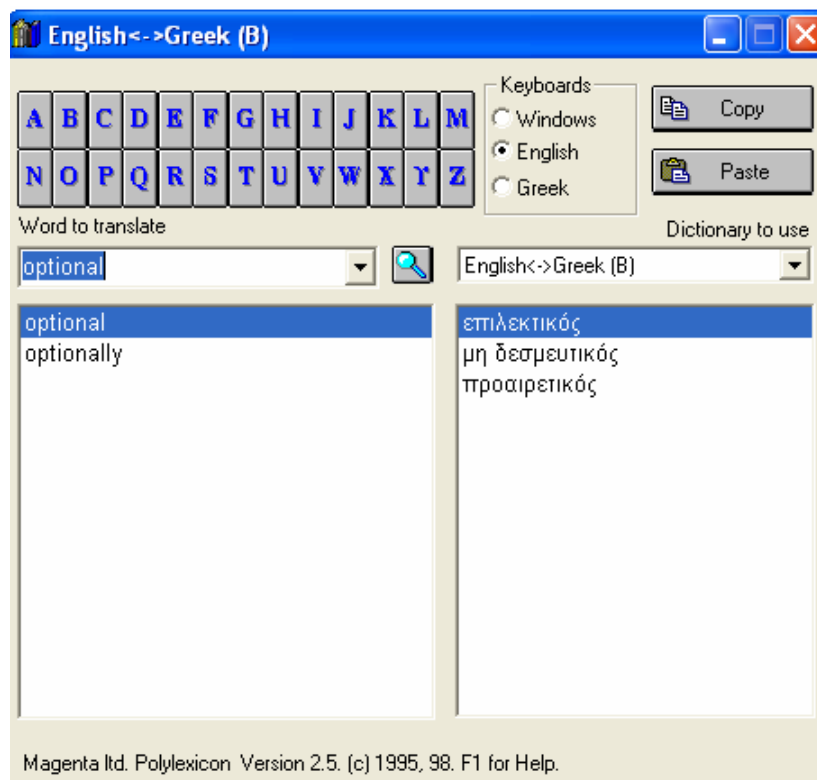 English<->Greek (B)
Keyboards
A B C D E F G H I J K L M
Windows
Copy
English
N O P Q R S T U V W X Y Z
Greek
Paste
Word to translate
Dictionary to use
optional
English<->Greek (B)
optional
επιλεκτικός
optionally
μη δεσμευτικός
προαιρετικός
Magenta ltd. Polylexicon Version 2.5. (c) 1995, 98. F1 for Help.